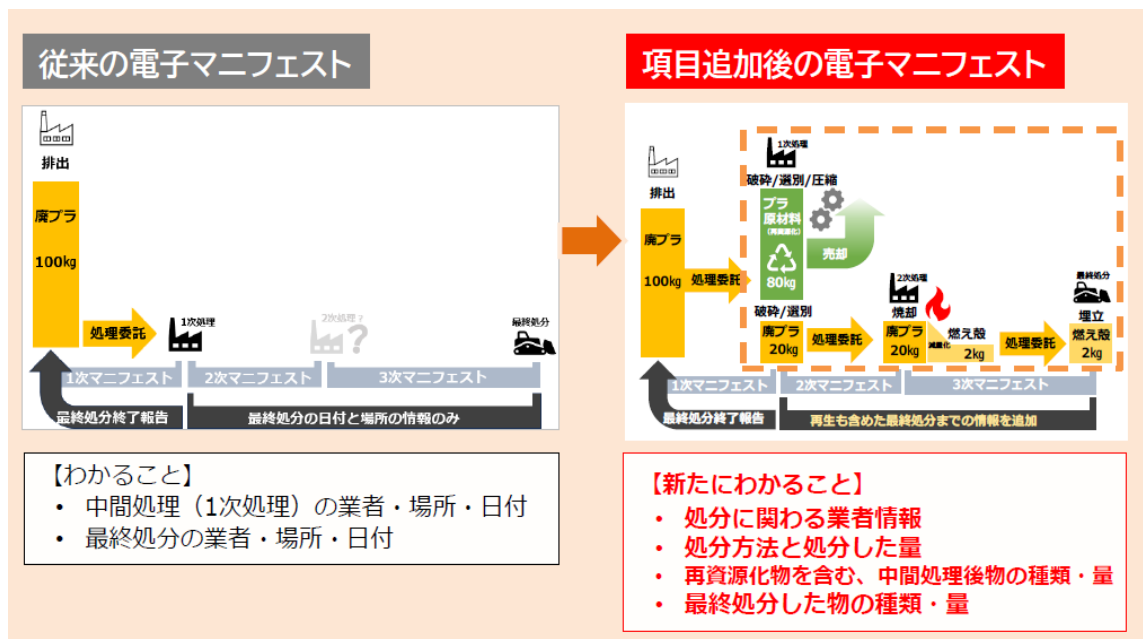 従来の電子マニフェスト
排出
廃プラ
100kg
処理委託
1次処理
2次処理？
?
最終処分
1次マニフェスト
2次マニフェスト
3次マニフェスト
最終処分終了報告
最終処分の日付と場所の情報のみ
【わかること】
• 中間処理（1次処理）の業者・場所・日付
• 最終処分の業者・場所・日付
項目追加後の電子マニフェスト
排出
廃プラ
100kg
処理委託
1次処理
破砕/選別/圧縮
プラ
原材料
(再資源化)
80kg
売却
破砕/選別
廃プラ
20kg
処理委託
2次処理
焼却
廃プラ
20kg
減量化
燃え殻
2kg
処理委託
最終処分
埋立
燃え殻
2kg
1次マニフェスト
2次マニフェスト
3次マニフェスト
最終処分終了報告
再生も含めた最終処分までの情報を追加
【新たにわかること】
• 処分に関わる業者情報
• 処分方法と処分した量
• 再資源化物を含む、中間処理後物の種類・量
• 最終処分した物の種類・量